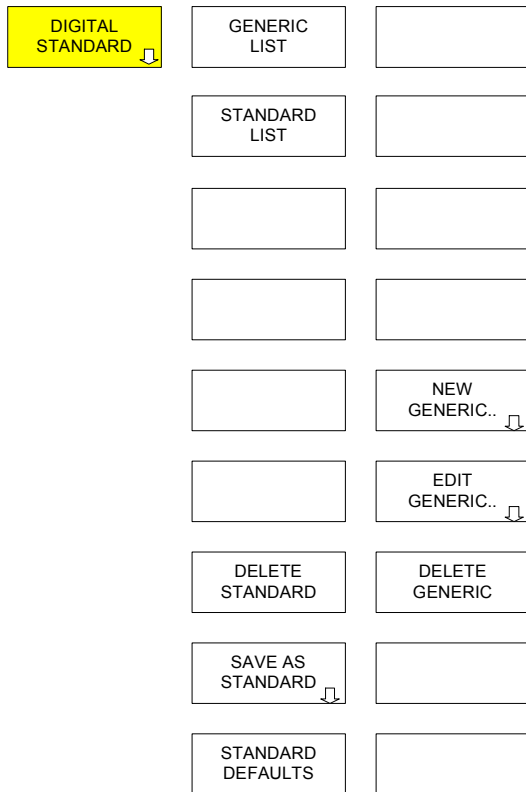 DIGITAL
STANDARD
GENERIC
LIST
STANDARD
LIST
NEW
GENERIC..
EDIT
GENERIC..
DELETE
STANDARD
DELETE
GENERIC
SAVE AS
STANDARD
STANDARD
DEFAULTS